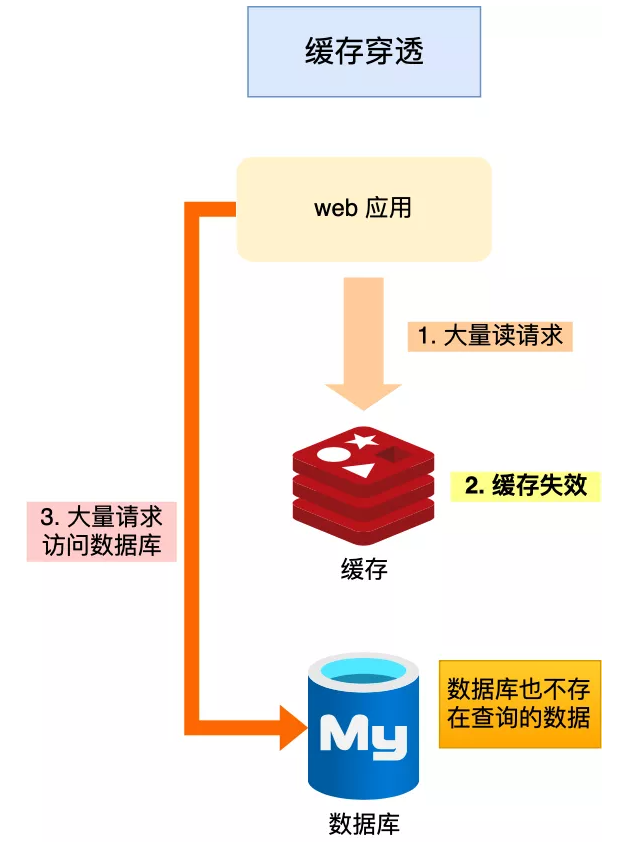 缓存穿透
web 应用
1. 大量读请求
2. 缓存失效
缓存
3. 大量请求
访问数据库
数据库也不存
在查询的数据
My
数据库